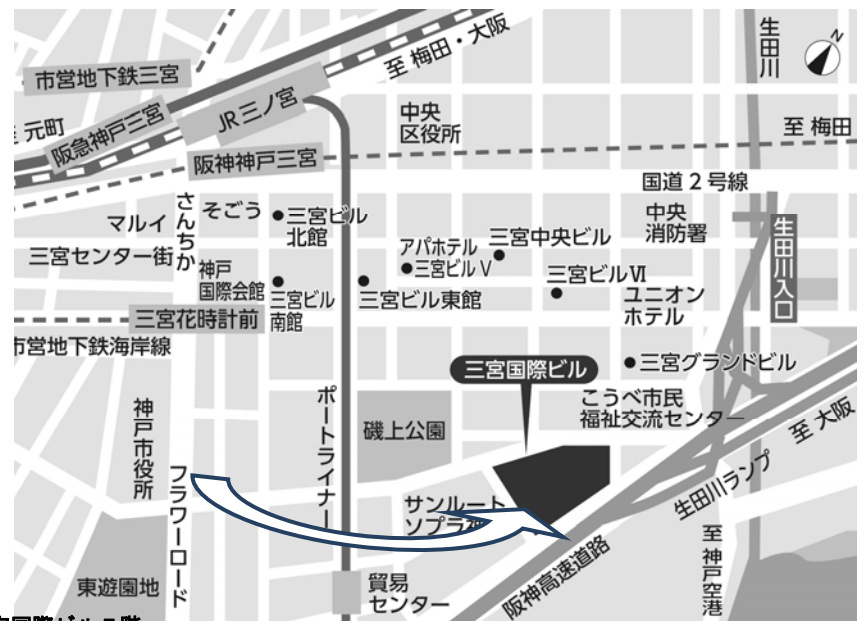 至 梅田・大阪
生田川
N
市営地下鉄三宮
JR 三ノ宮
元町
阪急神戸三宮
中央
区役所
至 梅田
阪神神戸三宮
国道2号線
さんちか
そごう
マルイ
三宮ビル
北館
中央
消防署
三宮中央ビル
アパホテル
三宮ビル V
三宮センター街
神戸
国際会館
三宮ビル
南館
三宮ビル東館
三宮ビル VI
ユニオン
ホテル
生田川入口
三宮花時計前
市営地下鉄海岸線
三宮国際ビル
三宮グランドビル
こうべ市民
福祉交流センター
至 大阪
神戸市役所
ポートライナー
磯上公園
フラワーロード
サンルート
ソプラ
生田川ランプ
至 神戸空港
阪神高速道路
東遊園地
貿易
センター